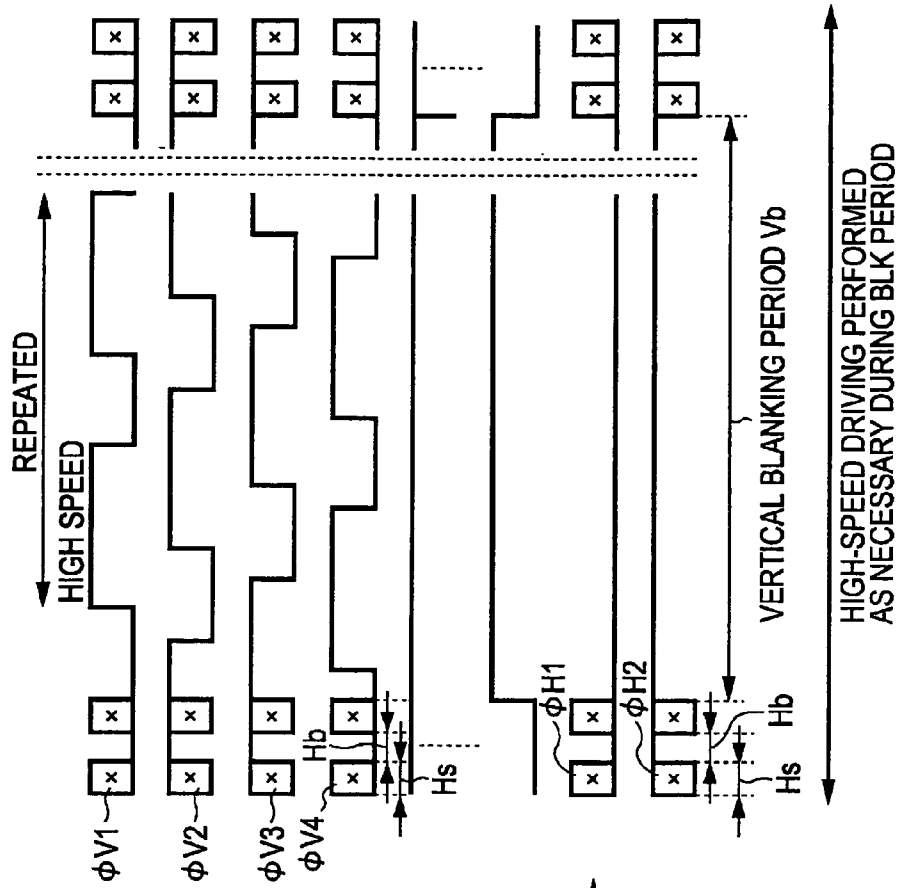 REPEATED
HIGH SPEED
φV1
φV2
φV3
φV4
Hb
Hs
φH1
φH2
VERTICAL BLANKING PERIOD Vb
Hb
Hs
HIGH-SPEED DRIVING PERFORMED
AS NECESSARY DURING BLK PERIOD